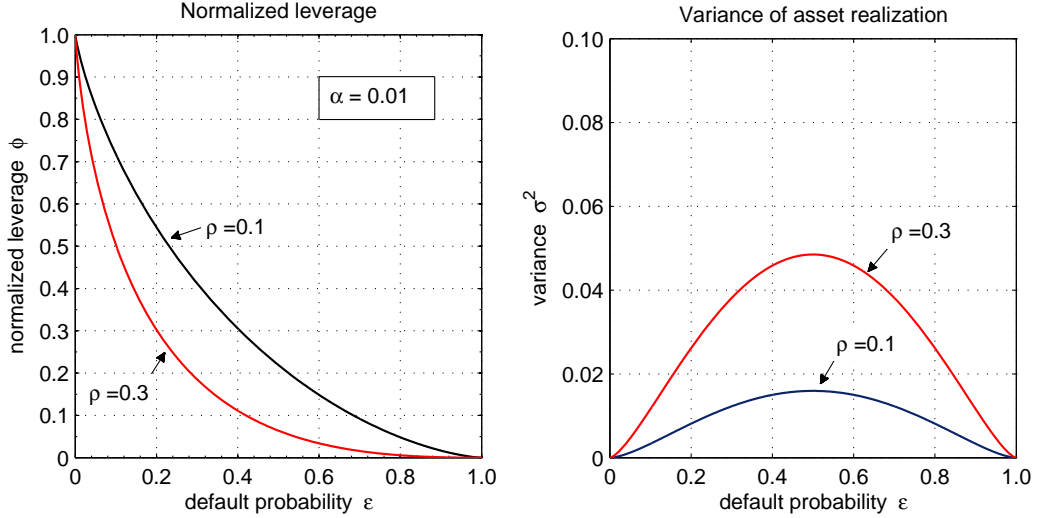 Normalized leverage
normalized leverage ϕ
1.0
0.9
0.8
0.7
0.6
0.5
0.4
0.3
0.2
0.1
0
α = 0.01
ρ =0.1
ρ =0.3
0 0.2 0.4 0.6 0.8 1.0
default probability ε
Variance of asset realization
variance σ²
0.10
0.08
0.06
0.04
0.02
0
ρ =0.3
ρ =0.1
0 0.2 0.4 0.6 0.8 1.0
default probability ε